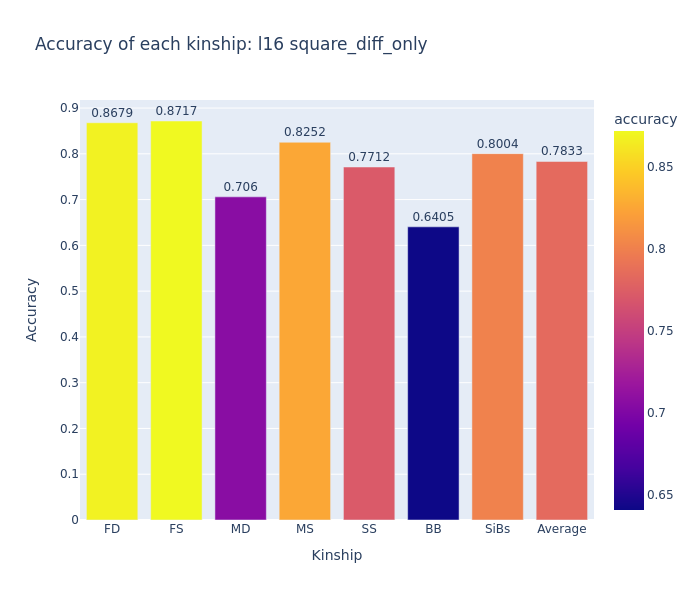 Accuracy of each kinship: l16 square_diff_only
accuracy
0.9
0.8
0.7
0.6
0.5
0.4
0.3
0.2
0.1
0
Accuracy
0.8679
0.8717
0.706
0.8252
0.7712
0.6405
0.8004
0.7833
FD
FS
MD
MS
SS
BB
SiBs
Average
Kinship
0.85
0.8
0.75
0.7
0.65